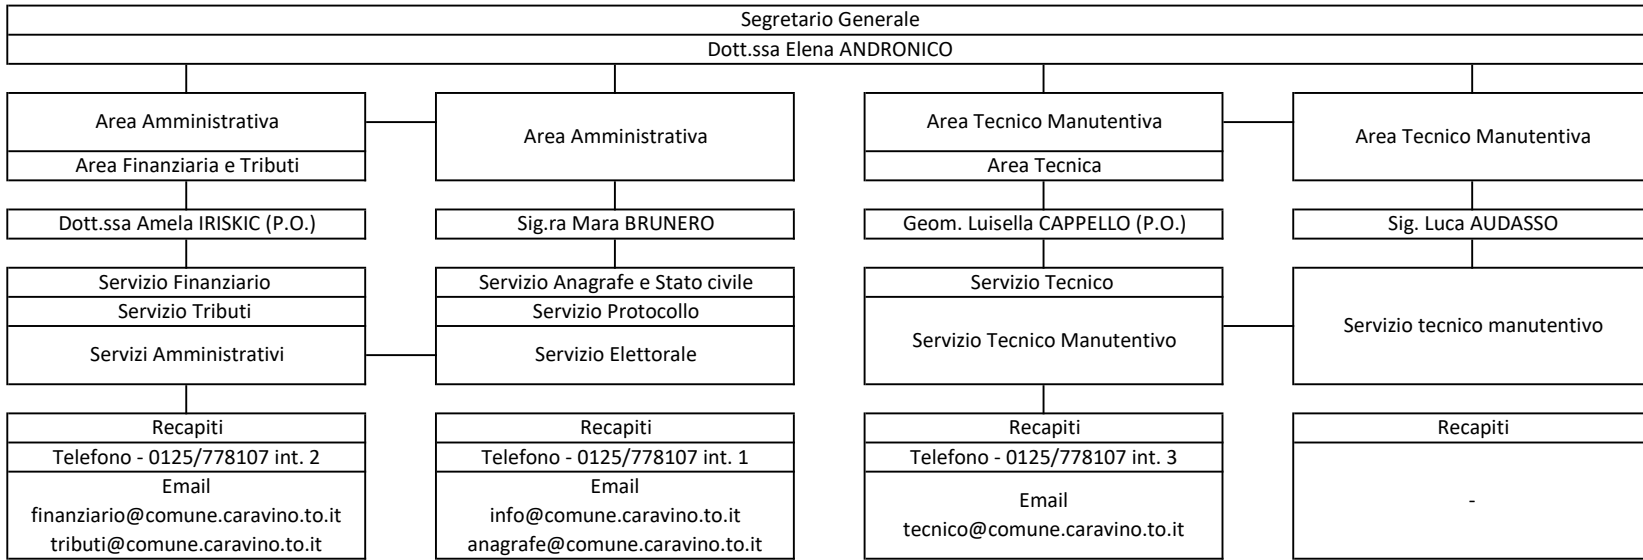 Segretario Generale
Dott.ssa Elena ANDRONICO
Area Amministrativa
Area Finanziaria e Tributi
Area Amministrativa
Area Tecnico Manutentiva
Area Tecnica
Area Tecnico Manutentiva
Dott.ssa Amela IRISKIC (P.O.)
Sig.ra Mara BRUNERO
Geom. Luisella CAPPELLO (P.O.)
Sig. Luca AUDASSO
Servizio Finanziario
Servizio Tributi
Servizi Amministrativi
Servizio Anagrafe e Stato civile
Servizio Protocollo
Servizio Elettorale
Servizio Tecnico
Servizio Tecnico Manutentivo
Servizio tecnico manutentivo
Recapiti
Telefono - 0125/778107 int. 2
Email
finanziario@comune.caravino.to.it
tributi@comune.caravino.to.it
Recapiti
Telefono - 0125/778107 int. 1
Email
info@comune.caravino.to.it
anagrafe@comune.caravino.to.it
Recapiti
Telefono - 0125/778107 int. 3
Email
tecnico@comune.caravino.to.it
Recapiti
-